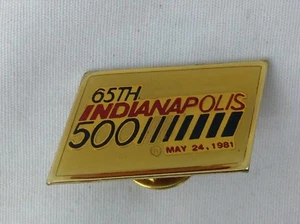 65TH
INDIANAPOLIS
500
MAY 24, 1981